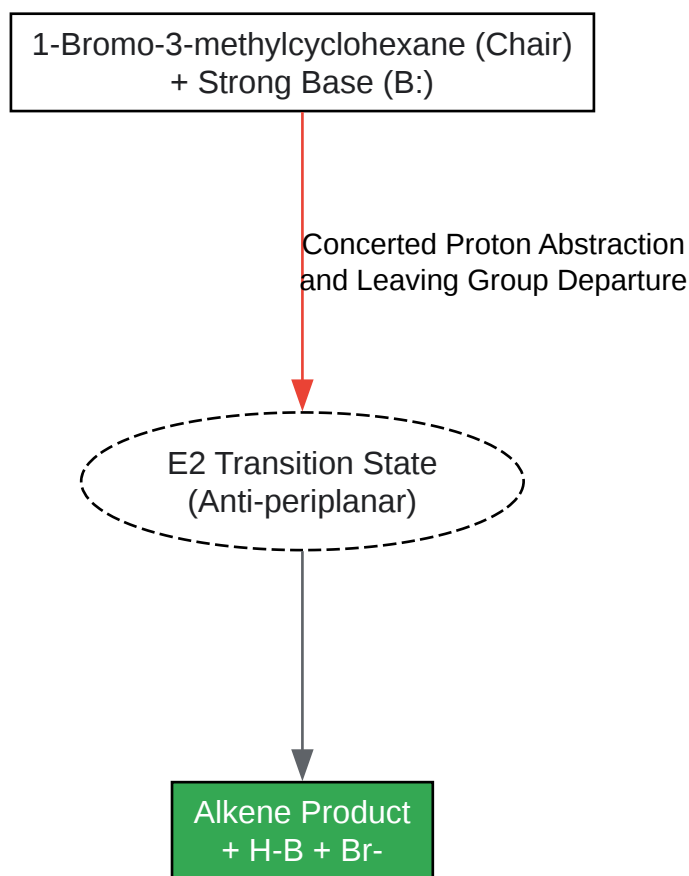 1-Bromo-3-methylcyclohexane (Chair)
+ Strong Base (B:)
Concerted Proton Abstraction
and Leaving Group Departure
E2 Transition State
(Anti-periplanar)
Alkene Product
+ H-B + Br-